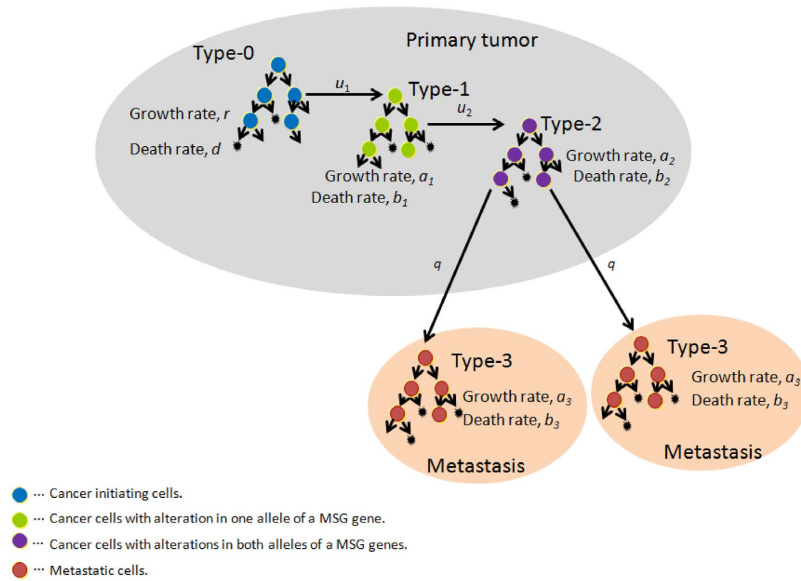 Primary tumor
Type-0
u1
Type-1
u2
Type-2
Growth rate, r
Death rate, d
Growth rate, a1
Death rate, b1
Growth rate, a2
Death rate, b2
q
q
Type-3
Growth rate, a3
Death rate, b3
Metastasis
Type-3
Growth rate, a3
Death rate, b3
Metastasis
··· Cancer initiating cells.
··· Cancer cells with alteration in one allele of a MSG gene.
··· Cancer cells with alterations in both alleles of a MSG genes.
··· Metastatic cells.